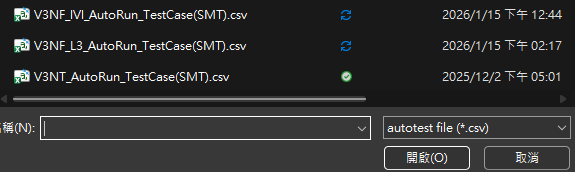 V3NF_IVI_AutoRun_TestCase(SMT).csv 2026/1/15 下午 12:44
V3NF_L3_AutoRun_TestCase(SMT).csv 2026/1/15 下午 02:17
V3NT_AutoRun_TestCase(SMT).csv 2025/12/2 下午 05:01
名稱(N): autotest file (*.csv)
開啟(O) 取消